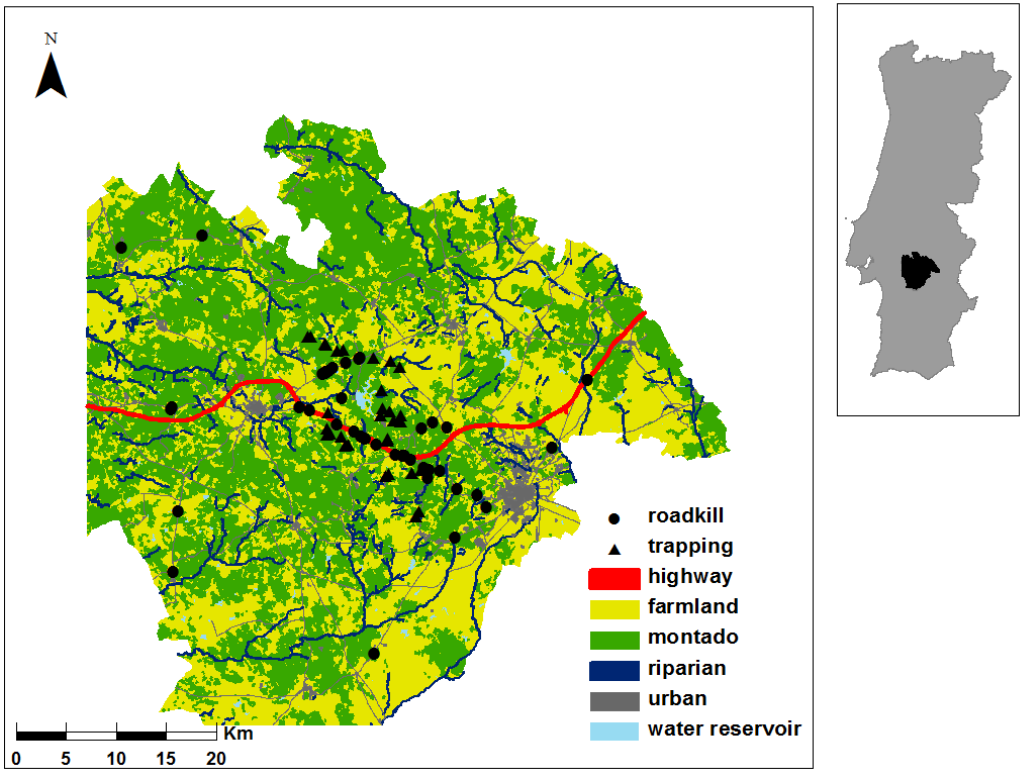 N
roadkill
trapping
highway
farmland
montado
riparian
urban
water reservoir
Km
0 5 10 15 20